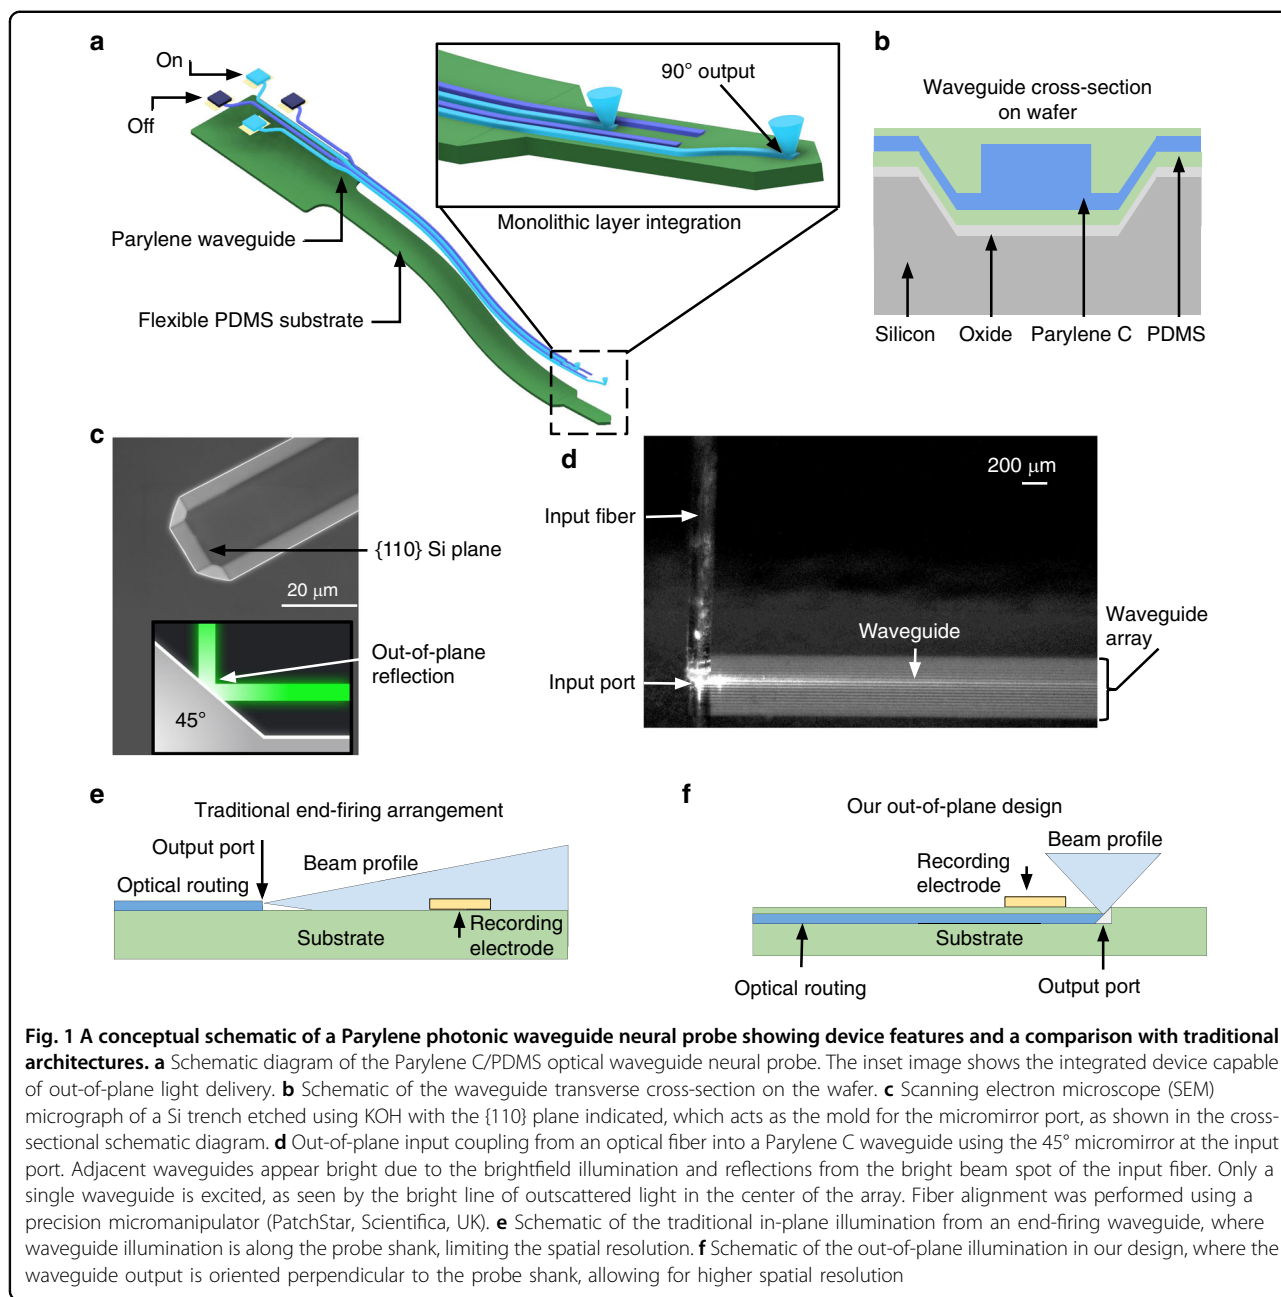 a
On
Off
90° output
Monolithic layer integration
Parylene waveguide
Flexible PDMS substrate
b
Waveguide cross-section
on wafer
Silicon
Oxide
Parylene C
PDMS
c
{110} Si plane
20 μm
Out-of-plane
reflection
45°
d
200 μm
Input fiber
Waveguide
Waveguide
array
Input port
e
Traditional end-firing arrangement
Output port
Beam profile
Optical routing
Recording
electrode
Substrate
f
Our out-of-plane design
Beam profile
Recording
electrode
Substrate
Optical routing
Output port
Fig. 1 A conceptual schematic of a Parylene photonic waveguide neural probe showing device features and a comparison with traditional
architectures. a Schematic diagram of the Parylene C/PDMS optical waveguide neural probe. The inset image shows the integrated device capable
of out-of-plane light delivery. b Schematic of the waveguide transverse cross-section on the wafer. c Scanning electron microscope (SEM)
micrograph of a Si trench etched using KOH with the {110} plane indicated, which acts as the mold for the micromirror port, as shown in the cross-
sectional schematic diagram. d Out-of-plane input coupling from an optical fiber into a Parylene C waveguide using the 45° micromirror at the input
port. Adjacent waveguides appear bright due to the brightfield illumination and reflections from the bright beam spot of the input fiber. Only a
single waveguide is excited, as seen by the bright line of outscattered light in the center of the array. Fiber alignment was performed using a
precision micromanipulator (PatchStar, Scientifica, UK). e Schematic of the traditional in-plane illumination from an end-firing waveguide, where
waveguide illumination is along the probe shank, limiting the spatial resolution. f Schematic of the out-of-plane illumination in our design, where the
waveguide output is oriented perpendicular to the probe shank, allowing for higher spatial resolution